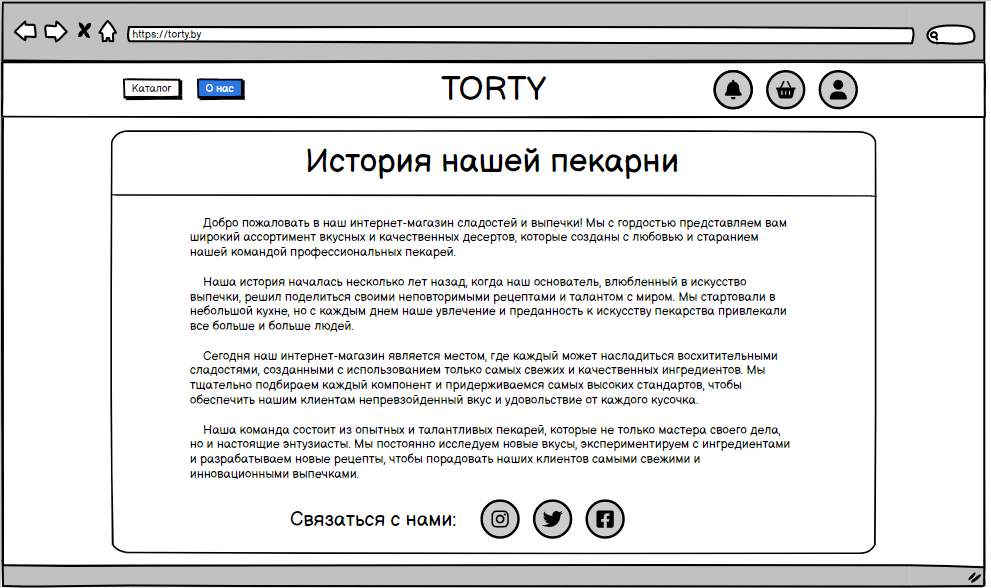 https://torty.by
Каталог
О нас
TORTY
История нашей пекарни
Добро пожаловать в наш интернет-магазин сладостей и выпечки! Мы с гордостью представляем вам
широкий ассортимент вкусных и качественных десертов, которые созданы с любовью и старанием
нашей командой профессиональных пекарей.
Наша история началась несколько лет назад, когда наш основатель, влюбленный в искусство
выпечки, решил поделиться своими неповторимыми рецептами и талантом с миром. Мы стартовали в
небольшой кухне, но с каждым днем наше увлечение и преданность к искусству пекарства привлекали
все больше и больше людей.
Сегодня наш интернет-магазин является местом, где каждый может насладиться восхитительными
сладостями, созданными с использованием только самых свежих и качественных ингредиентов. Мы
тщательно подбираем каждый компонент и придерживаемся самых высоких стандартов, чтобы
обеспечить нашим клиентам непревзойденный вкус и удовольствие от каждого кусочка.
Наша команда состоит из опытных и талантливых пекарей, которые не только мастера своего дела,
но и настоящие энтузиасты. Мы постоянно исследуем новые вкусы, экспериментируем с ингредиентами
и разрабатываем новые рецепты, чтобы порадовать наших клиентов самыми свежими и
инновационными выпечками.
Связаться с нами: